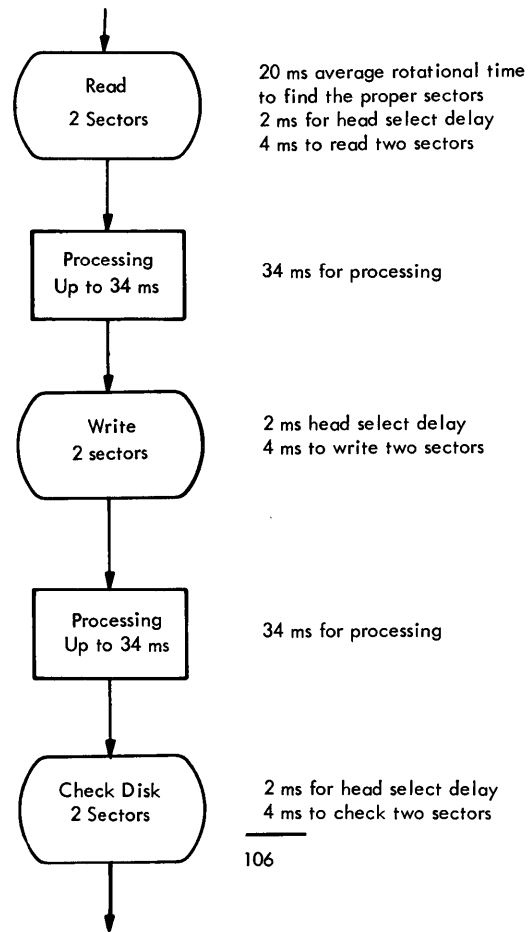 Read
2 Sectors
20 ms average rotational time
to find the proper sectors
2 ms for head select delay
4 ms to read two sectors
Processing
Up to 34 ms
34 ms for processing
Write
2 sectors
2 ms head select delay
4 ms to write two sectors
Processing
Up to 34 ms
34 ms for processing
Check Disk
2 Sectors
2 ms for head select delay
4 ms to check two sectors
106